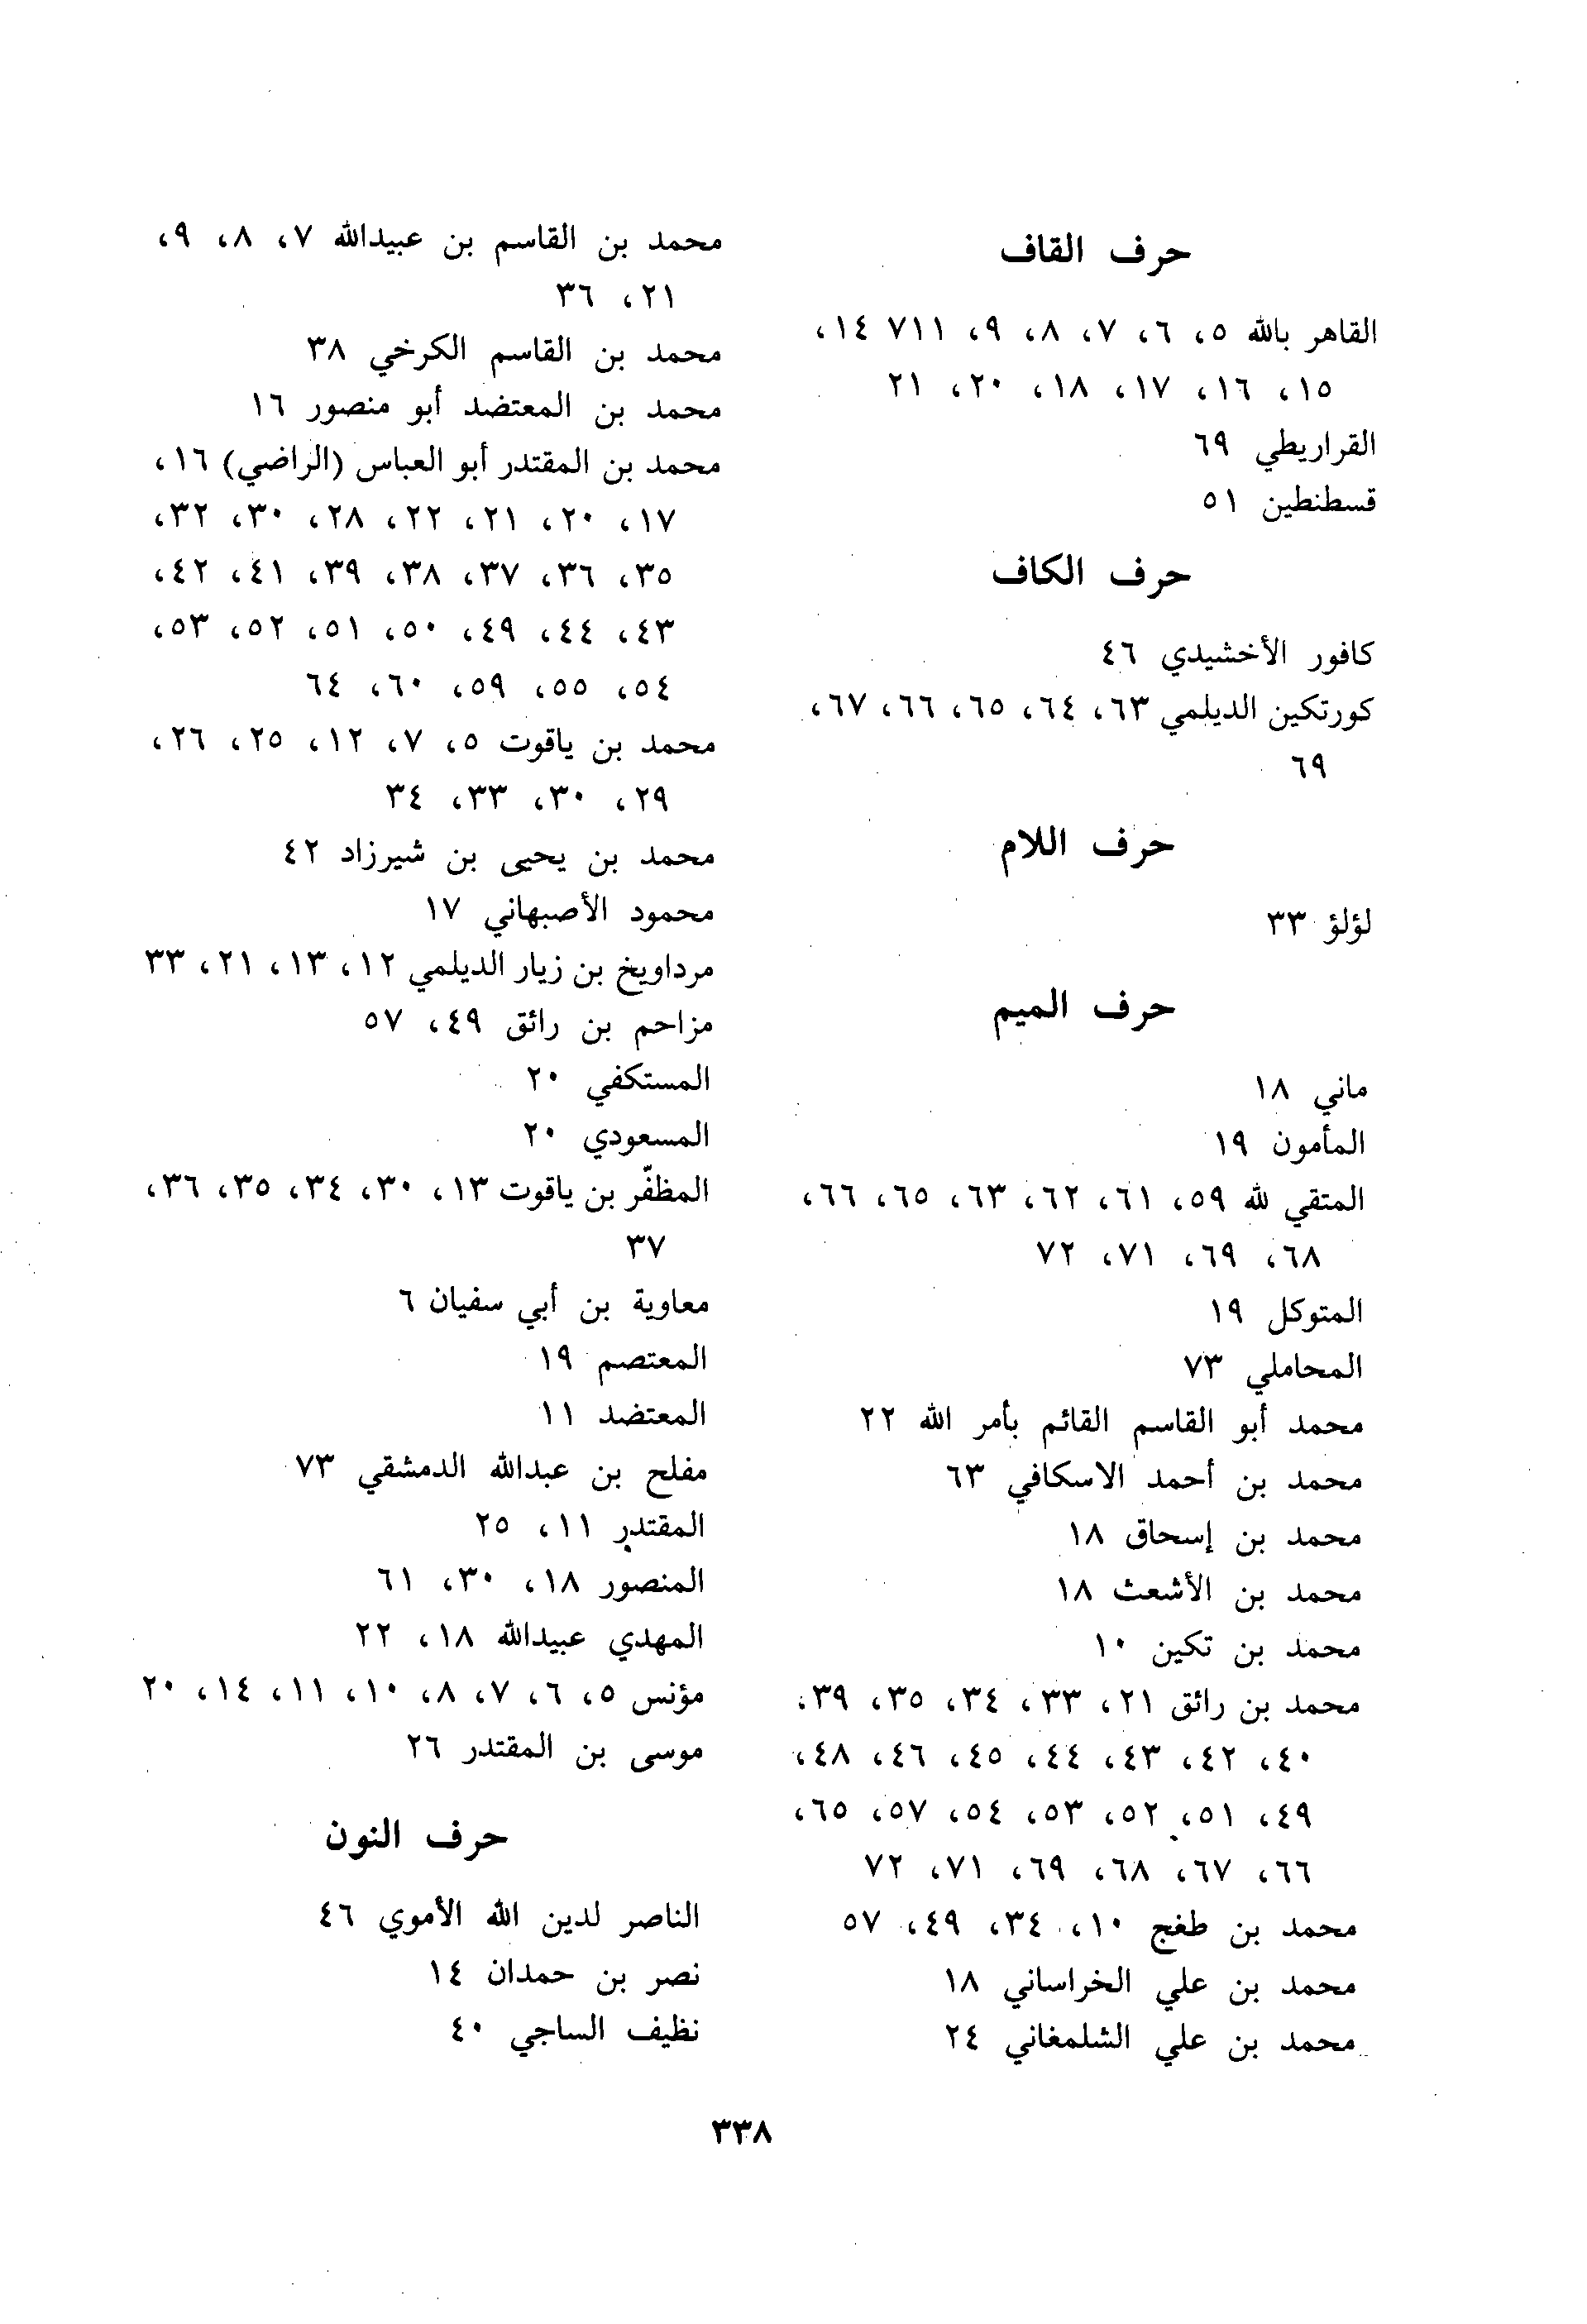 حرف القاف
القاهر بالله ٥، ٦، ٧، ٨، ٩، ٧١١ ١٤،
١٥، ١٦، ١٧، ١٨، ٢٠، ٢١
القراريطي ٦٩
قسطنطين ٥١
حرف الكاف
كافور الأخشيدي ٤٦
كورتكين الديلمي ٦٣، ٦٤، ٦٥، ٦٦، ٦٧،
٦٩
حرف اللام
لؤلؤ ٣٣
حرف الميم
ماني ١٨
المأمون ١٩
المتقي لله ٥٩، ٦١، ٦٢، ٦٣، ٦٥، ٦٦،
٦٨، ٦٩، ٧١، ٧٢
المتوكل ١٩
المحاملي ٧٣
محمد أبو القاسم القائم بأمر الله ٢٢
محمد بن أحمد الاسكافي ٦٣
محمد بن إسحاق ١٨
محمد بن الأشعث ١٨
محمد بن تكين ١٠
محمد بن رائق ٢١، ٣٣، ٣٤، ٣٥، ٣٩،
٤٠، ٤٢، ٤٣، ٤٤، ٤٥، ٤٦، ٤٨،
٤٩، ٥١، ٥٢، ٥٣، ٥٤، ٥٧، ٦٥،
٦٦، ٦٧، ٦٨، ٦٩، ٧١، ٧٢
محمد بن طغج ١٠، ٣٤، ٤٩، ٥٧
محمد بن علي الخراساني ١٨
محمد بن علي الشلمغاني ٢٤
محمد بن القاسم بن عبيدالله ٧، ٨، ٩،
٢١، ٣٦
محمد بن القاسم الكرخي ٣٨
محمد بن المعتضد أبو منصور ١٦
محمد بن المقتدر أبو العباس (الراضي) ١٦،
١٧، ٢٠، ٢١، ٢٢، ٢٨، ٣٠، ٣٢،
٣٥، ٣٦، ٣٧، ٣٨، ٣٩، ٤١، ٤٢،
٤٣، ٤٤، ٤٩، ٥٠، ٥١، ٥٢، ٥٣،
٥٤، ٥٥، ٥٩، ٦٠، ٦٤
محمد بن ياقوت ٥، ٧، ١٢، ٢٥، ٢٦،
٢٩، ٣٠، ٣٣، ٣٤
محمد بن يحيى بن شيرزاد ٤٢
محمود الأصبهاني ١٧
مرداويخ بن زيار الديلمي ١٢، ١٣، ٢١، ٣٣
مزاحم بن رائق ٤٩، ٥٧
المستكفي ٢٠
المسعودي ٢٠
المظفّر بن ياقوت ١٣، ٣٠، ٣٤، ٣٥، ٣٦،
٣٧
معاوية بن أبي سفيان ٦
المعتصم ١٩
المعتضد ١١
مفلح بن عبدالله الدمشقي ٧٣
المقتدر ١١، ٢٥
المنصور ١٨، ٣٠، ٦١
المهدي عبيدالله ١٨، ٢٢
مؤنس ٥، ٦، ٧، ٨، ١٠، ١١، ١٤، ٢٠
موسى بن المقتدر ٢٦
حرف النون
الناصر لدين الله الأموي ٤٦
نصر بن حمدان ١٤
نظيف الساجي ٤٠
٣٣٨